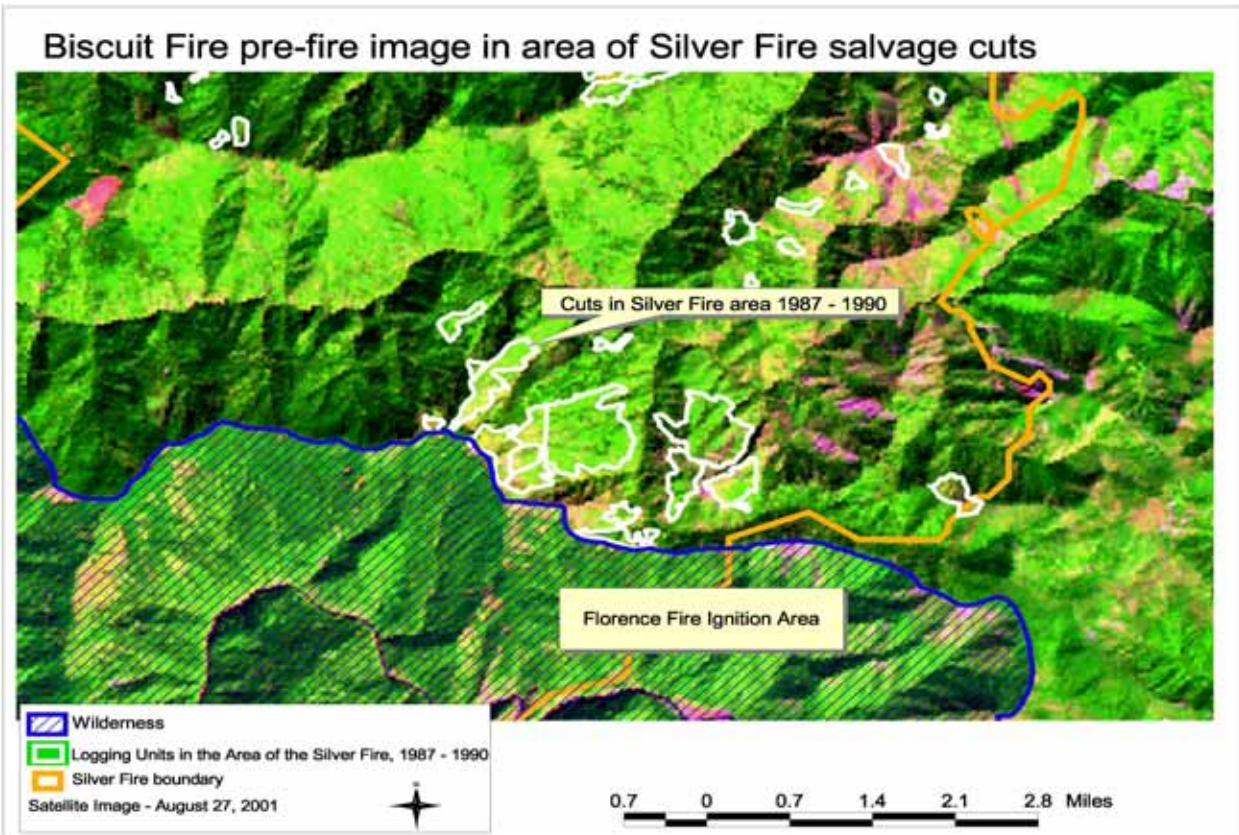 Biscuit Fire pre-fire image in area of Silver Fire salvage cuts
Cuts in Silver Fire area 1987 - 1990
Florence Fire Ignition Area
Wilderness
Logging Units in the Area of the Silver Fire, 1987 - 1990
Silver Fire boundary
Satellite Image - August 27, 2001
0.7 0 0.7 1.4 2.1 2.8 Miles